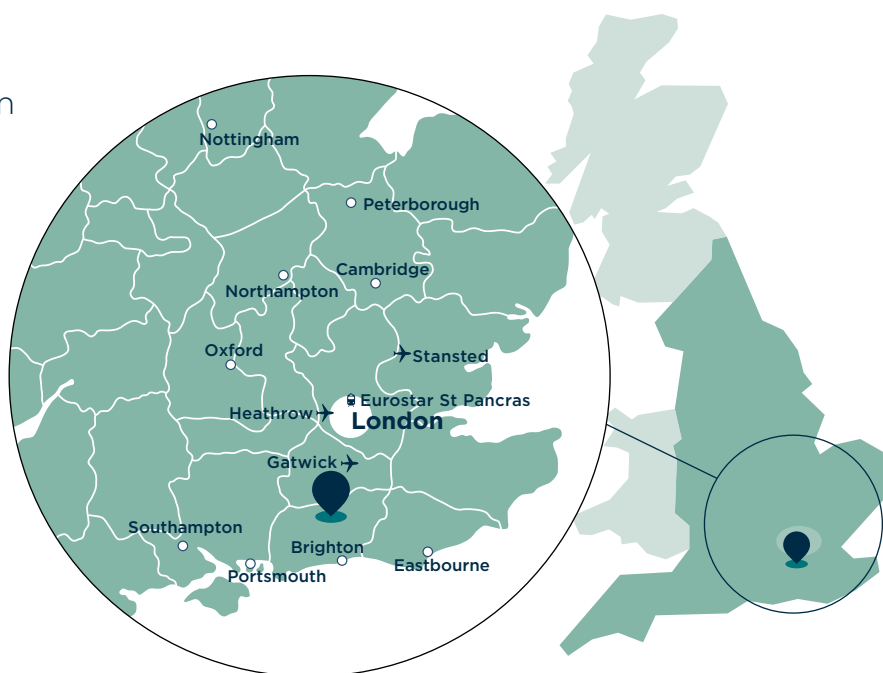 n
Nottingham
Peterborough
Cambridge
Northampton
Oxford
Stansted
Eurostar St Pancras
Heathrow
London
Gatwick
Southampton
Brighton
Eastbourne
Portsmouth